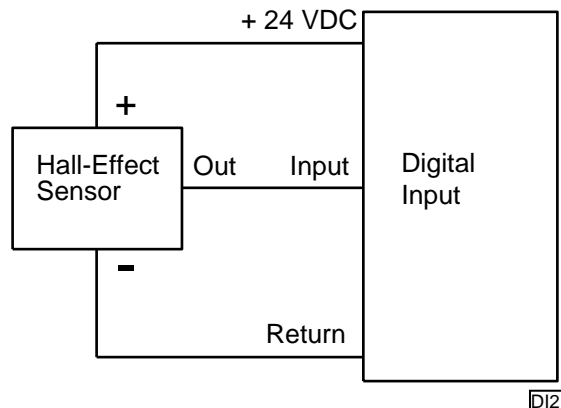 + 24 VDC
+
Hall-Effect
Sensor
Out
Input
Digital
Input
-
Return
DI2